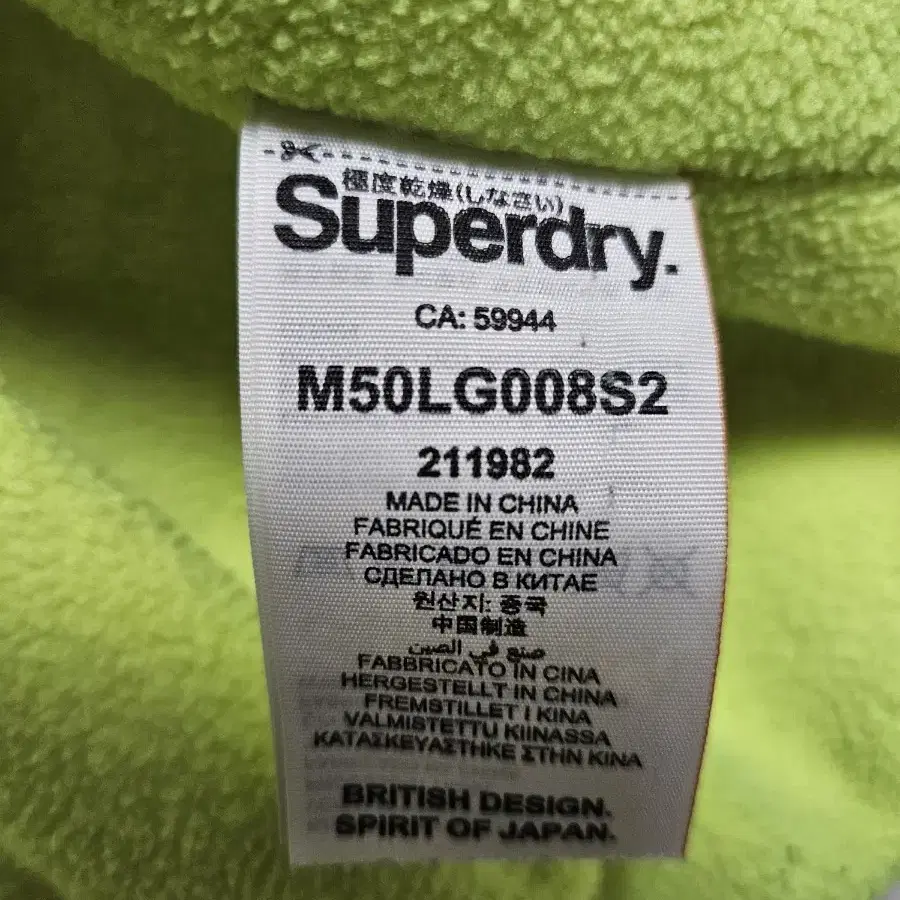 極度乾燥(しなさい)
Superdry.
CA: 59944
M50LG008S2
211982
MADE IN CHINA
FABRIQUÉ EN CHINE
FABRICADO EN CHINA
СДЕЛАНО В КИТАЕ
원산지: 중국
中国制造
صنع في الصين
FABBRICATO IN CINA
HERGESTELLT IN CHINA
FREMSTILLET I KINA
VALMISTETTU KIINASSA
ΚΑΤΑΣΚΕΥΑΣΤΗΚΕ ΣΤΗΝ ΚΙΝΑ
BRITISH DESIGN.
SPIRIT OF JAPAN.